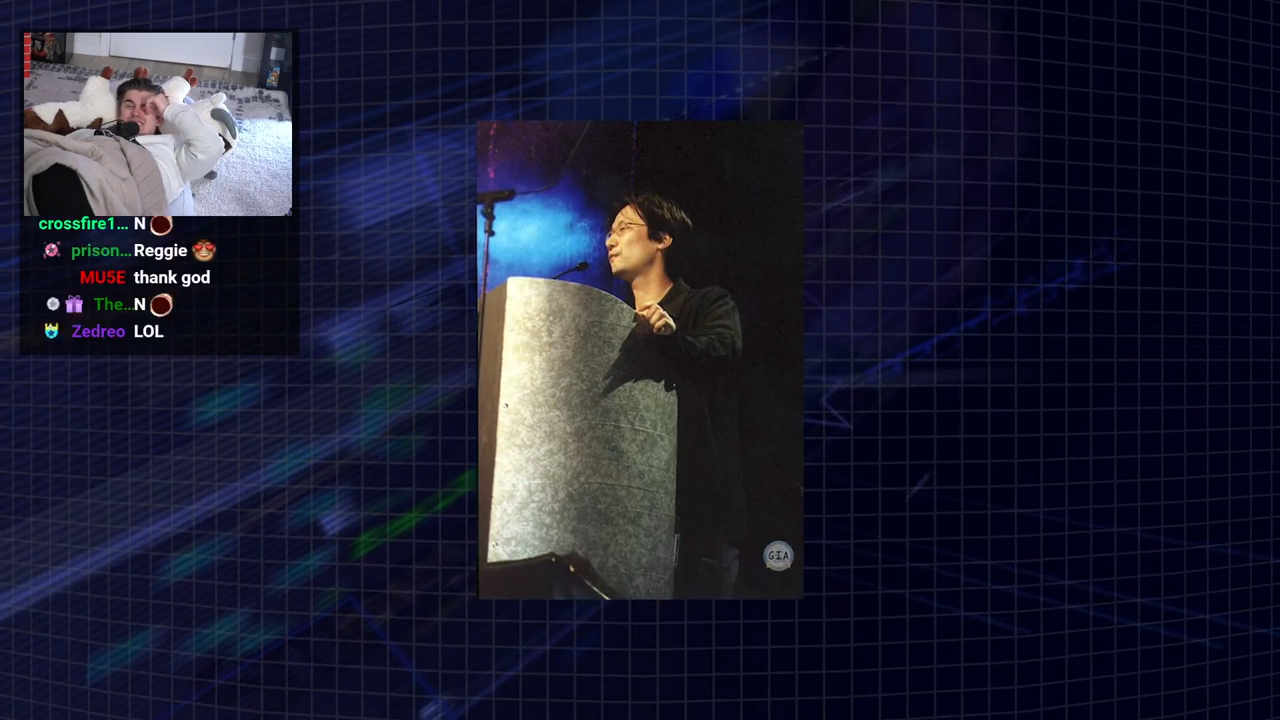 crossfire1... N
prison... Reggie
MU5E thank god
The... N
Zedreo LOL
GIA